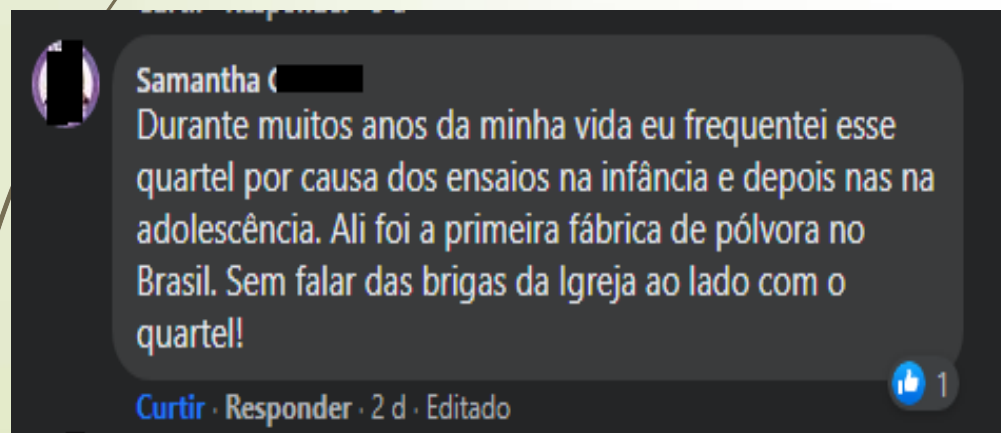 Samantha
Durante muitos anos da minha vida eu frequentei esse
quartel por causa dos ensaios na infância e depois nas na
adolescência. Ali foi a primeira fábrica de pólvora no
Brasil. Sem falar das brigas da Igreja ao lado com o
quartel!
1
Curtir · Responder · 2 d · Editado